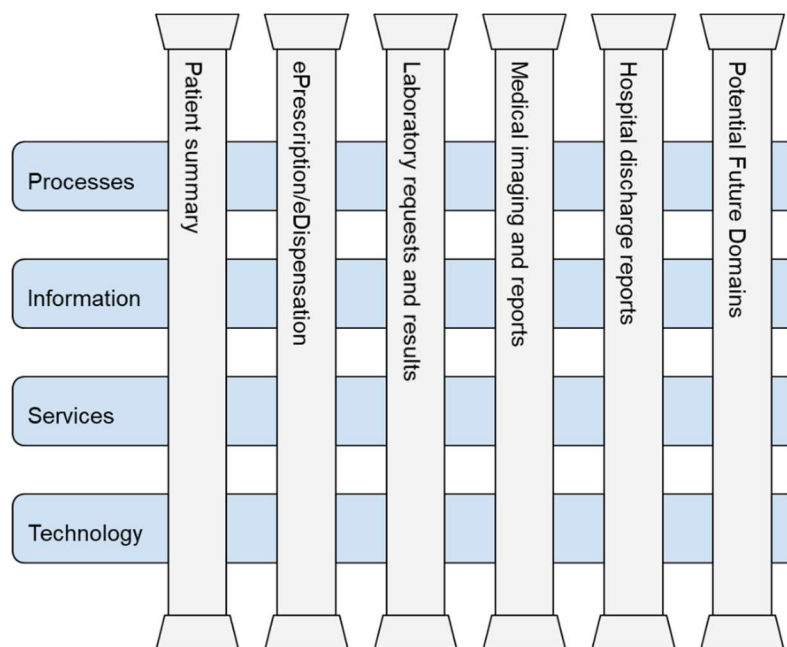 Patient summary
ePrescription/eDispensation
Laboratory requests and results
Medical imaging and reports
Hospital discharge reports
Potential Future Domains
Processes
Information
Services
Technology